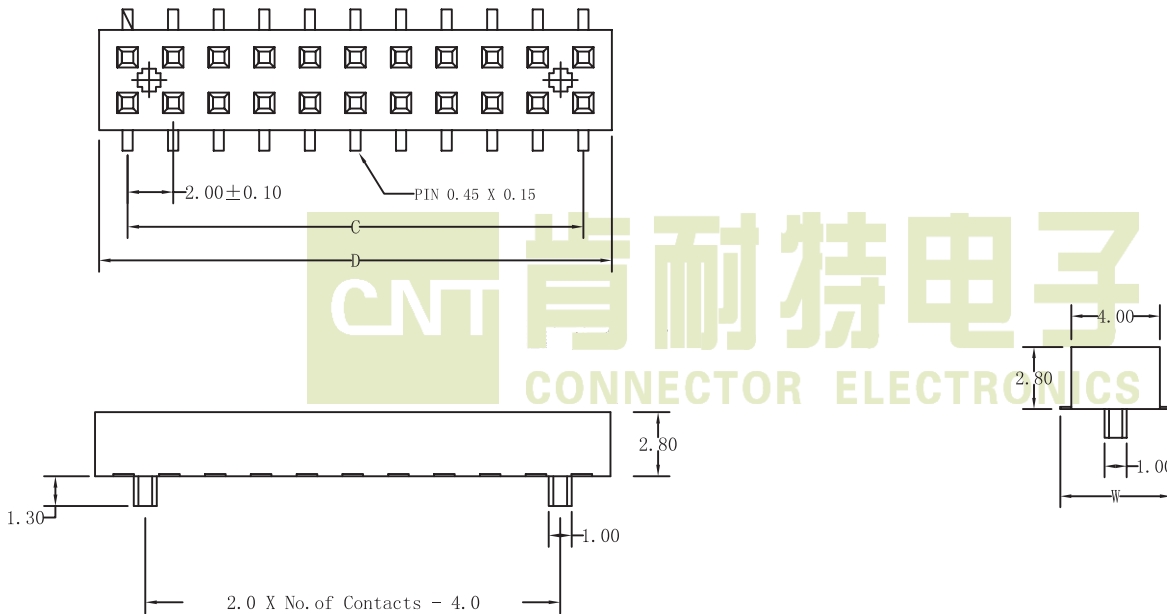 2.00±0.10
PIN 0.45 X 0.15
C
D
CNT 肯耐特电子
CONNECTOR ELECTRONICS
4.00
2.80
2.80
1.30
1.00
1.00
W
2.0 X No.of Contacts - 4.0